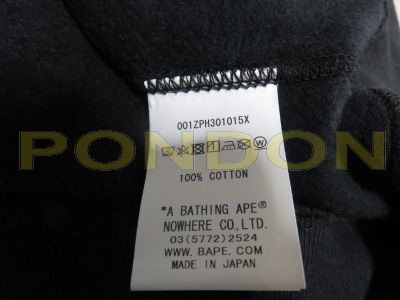 001ZPH301015X
PONDON
100% COTTON
*A BATHING APE®
NOWHERE CO., LTD.
03(5772)2524
WWW.BAPE.COM
MADE IN JAPAN